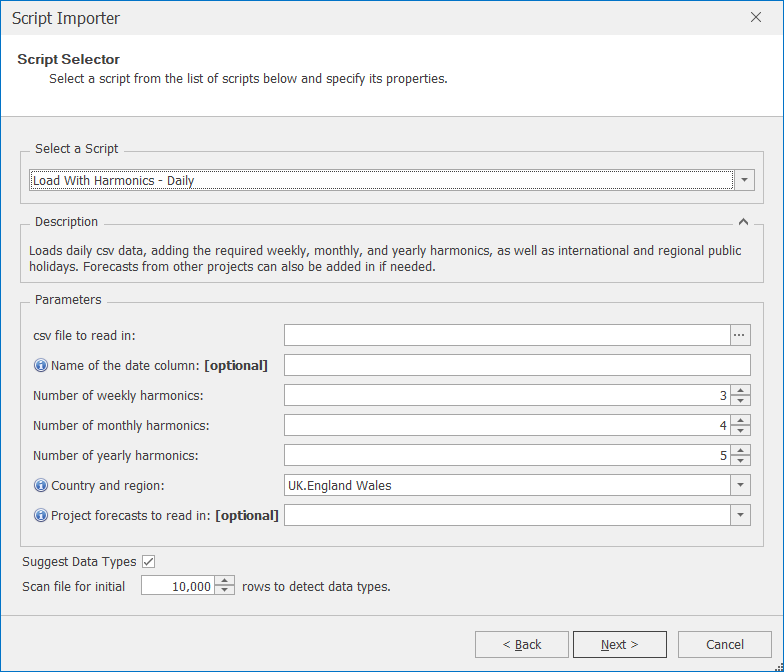 Script Importer
Script Selector
Select a script from the list of scripts below and specify its properties.
Select a Script
Load With Harmonics - Daily
Description
Loads daily csv data, adding the required weekly, monthly, and yearly harmonics, as well as international and regional public
holidays. Forecasts from other projects can also be added in if needed.
Parameters
csv file to read in:
Name of the date column: [optional]
Number of weekly harmonics: 3
Number of monthly harmonics: 4
Number of yearly harmonics: 5
Country and region: UK.England Wales
Project forecasts to read in: [optional]
Suggest Data Types
Scan file for initial 10,000 rows to detect data types.
< Back Next > Cancel